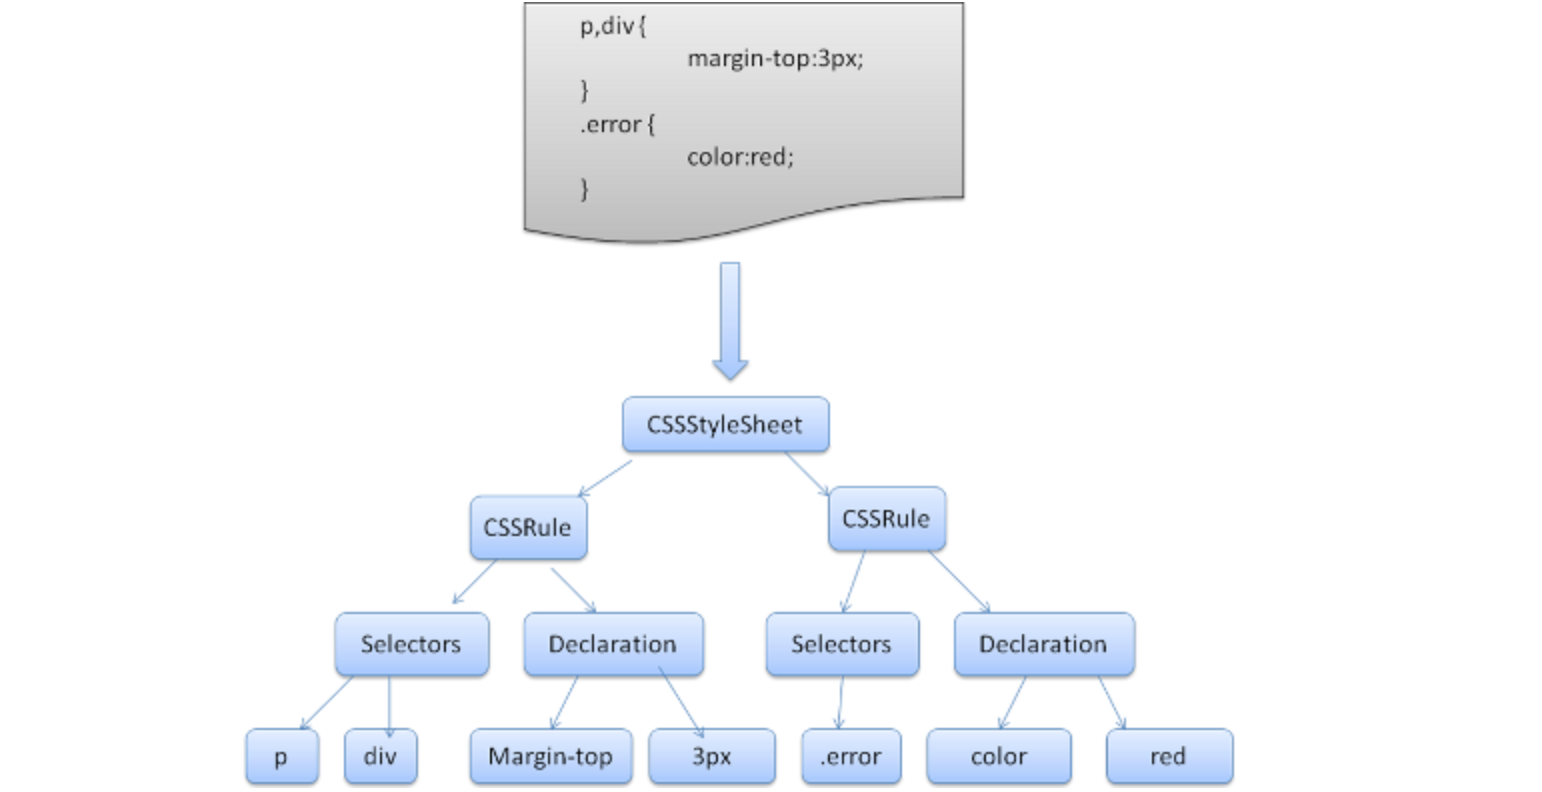 p,div {
margin-top:3px;
}
.error {
color:red;
}
CSSStyleSheet
CSSRule
CSSRule
Selectors
Declaration
Selectors
Declaration
p
div
Margin-top
3px
.error
color
red